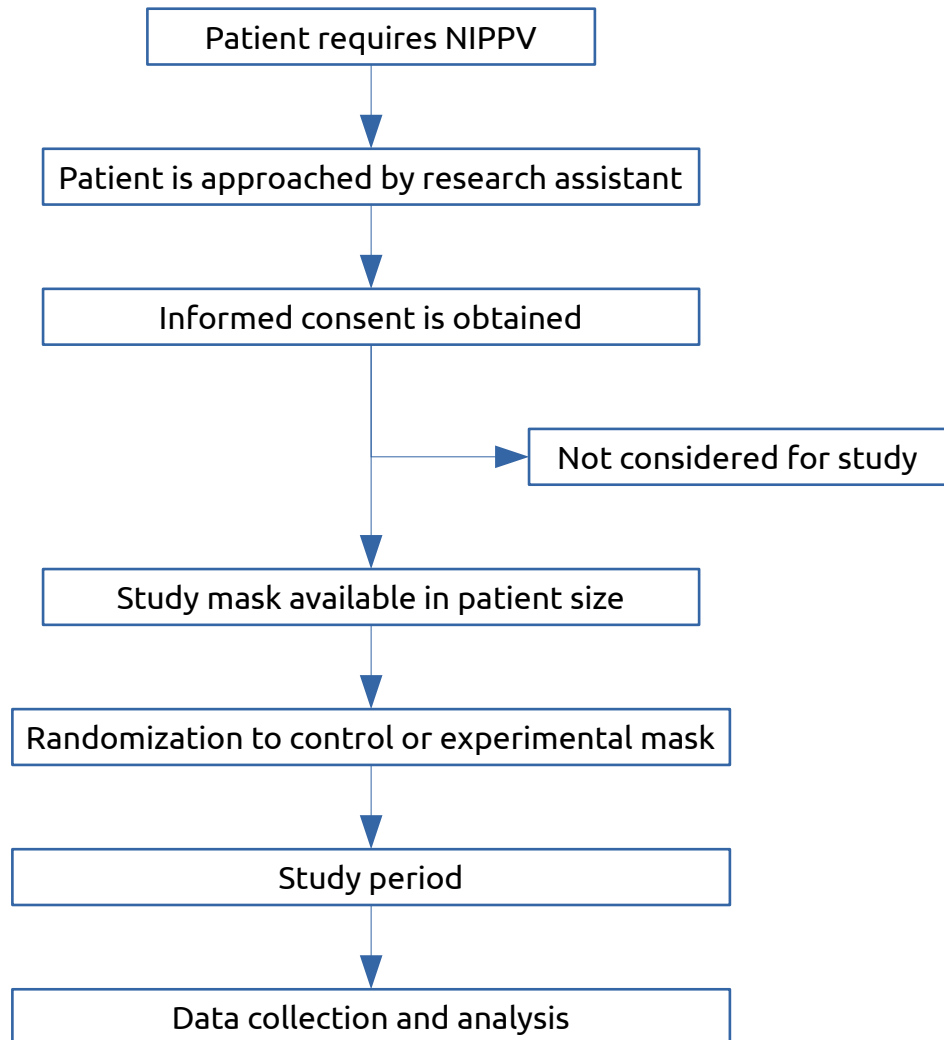 Patient requires NIPPV
Patient is approached by research assistant
Informed consent is obtained
Not considered for study
Study mask available in patient size
Randomization to control or experimental mask
Study period
Data collection and analysis